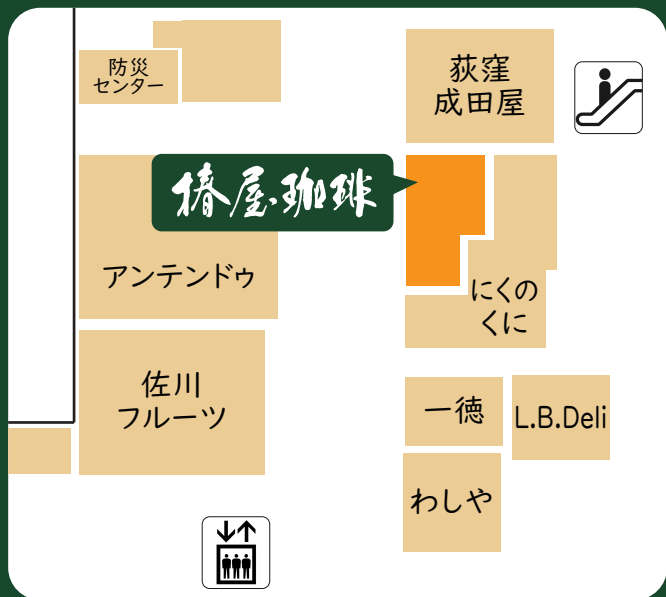 防災
センター
荻窪
成田屋
椿屋珈琲
アンテンドゥ
にくの
くに
佐川
フルーツ
一徳
L.B.Deli
わしや